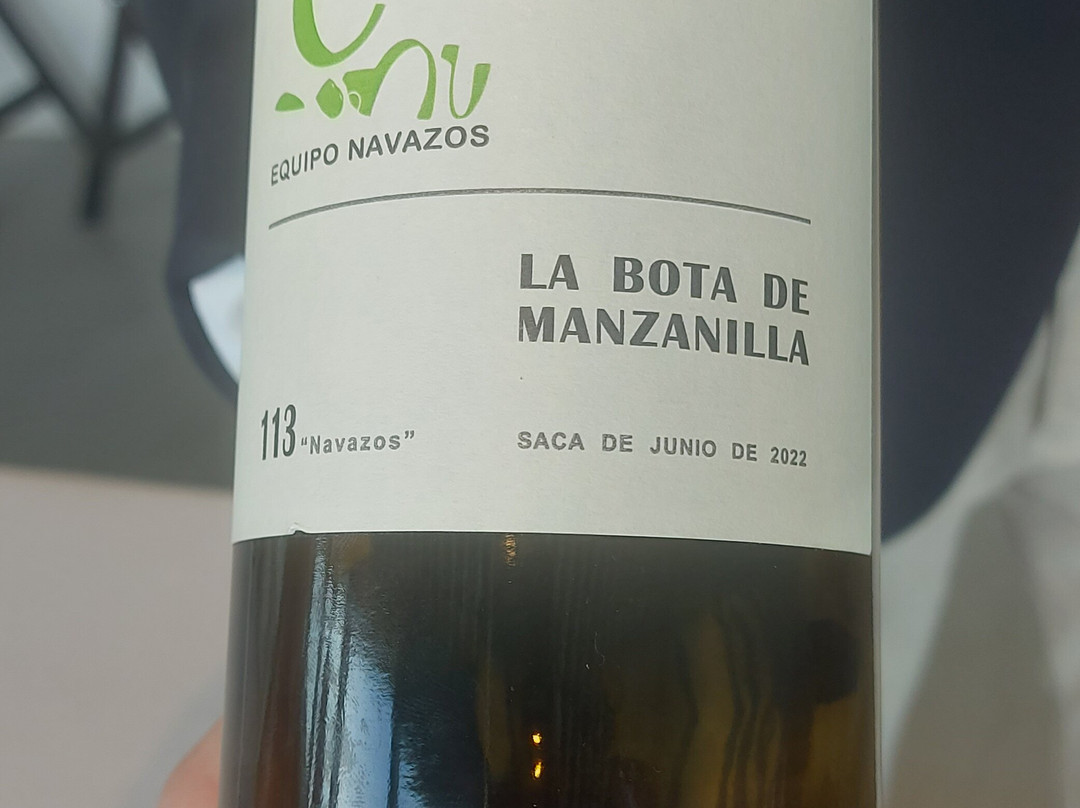 EQUIPO NAVAZOS
LA BOTA DE
MANZANILLA
113 “Navazos”
SACA DE JUNIO DE 2022